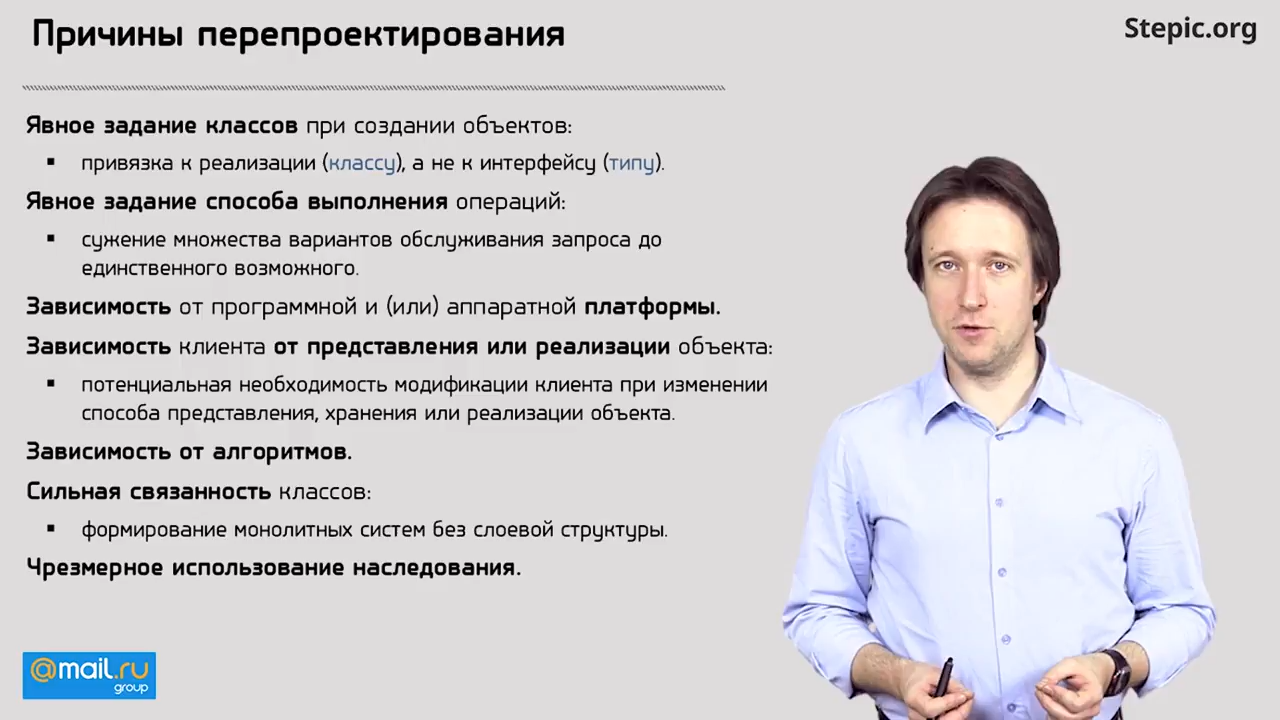 Причины перепроектирования
Stepic.org
Явное задание классов при создании объектов:
▪ привязка к реализации (классу), а не к интерфейсу (типу).
Явное задание способа выполнения операций:
▪ сужение множества вариантов обслуживания запроса до
единственного возможного.
Зависимость от программной и (или) аппаратной платформы.
Зависимость клиента от представления или реализации объекта:
▪ потенциальная необходимость модификации клиента при изменении
способа представления, хранения или реализации объекта.
Зависимость от алгоритмов.
Сильная связанность классов:
▪ формирование монолитных систем без слоевой структуры.
Чрезмерное использование наследования.
@mail.ru
group